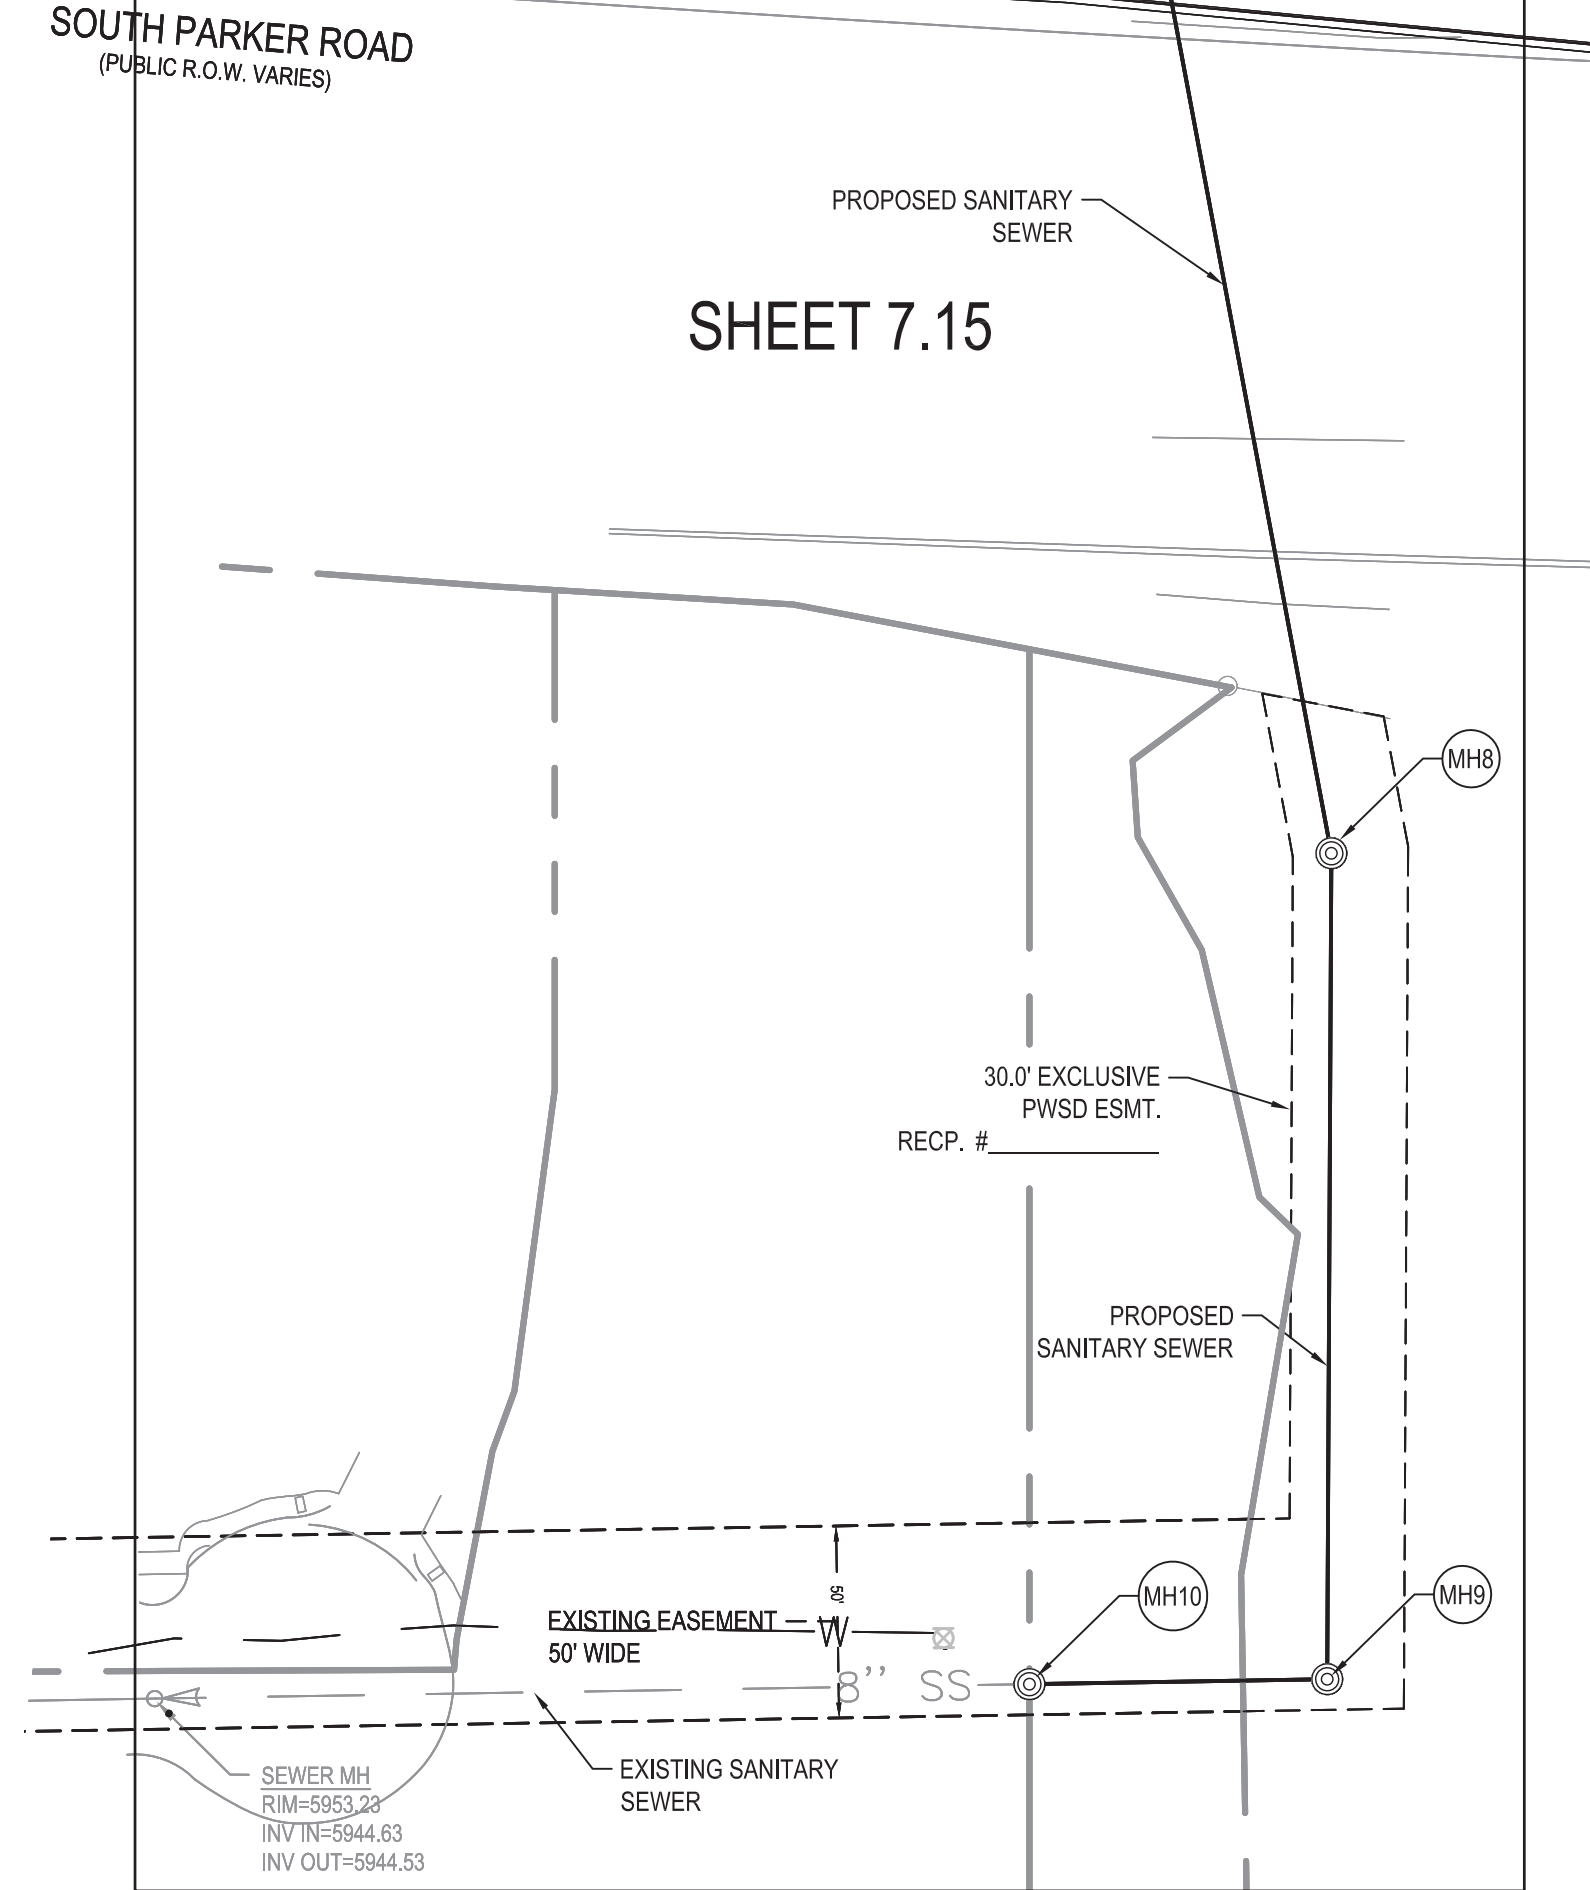 SOUTH PARKER ROAD
(PUBLIC R.O.W. VARIES)
PROPOSED SANITARY
SEWER
SHEET 7.15
MH8
30.0' EXCLUSIVE
PWSD ESMT.
RECP. #
PROPOSED
SANITARY SEWER
50'
MH10
MH9
EXISTING EASEMENT
50' WIDE
W
8'' SS
EXISTING SANITARY
SEWER
SEWER MH
RIM=5953.23
INV IN=5944.63
INV OUT=5944.53